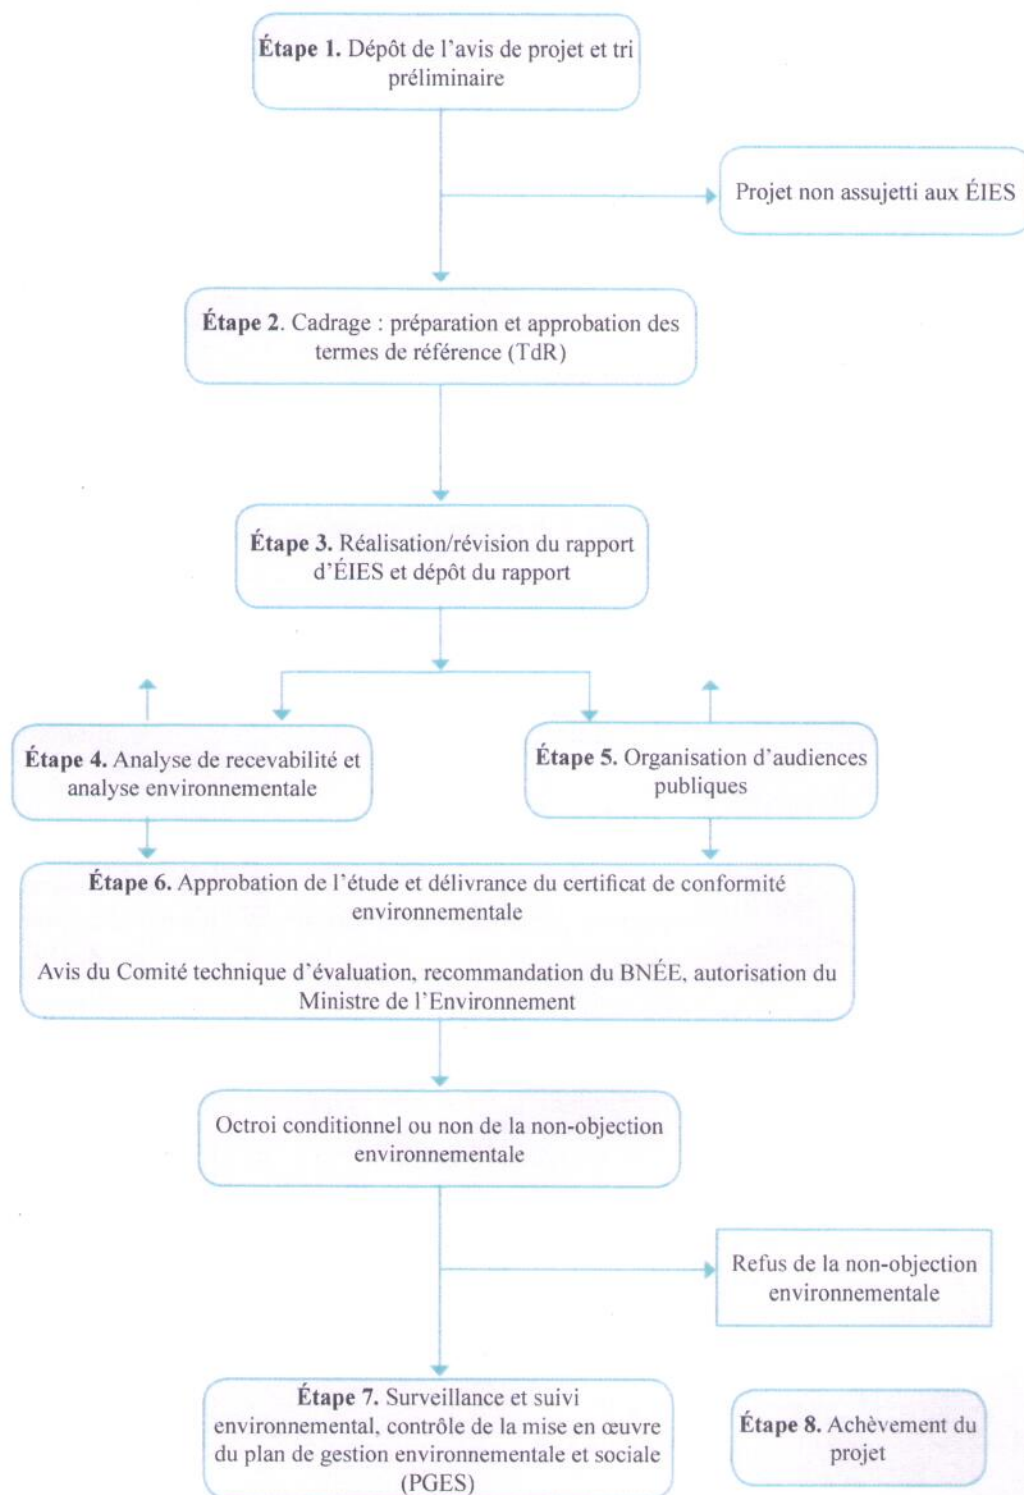 Étape 1. Dépôt de l'avis de projet et tri
préliminaire
Projet non assujetti aux ÉIES
Étape 2. Cadrage : préparation et approbation des
termes de référence (TdR)
Étape 3. Réalisation/révision du rapport
d'ÉIES et dépôt du rapport
Étape 4. Analyse de recevabilité et
analyse environnementale
Étape 5. Organisation d'audiences
publiques
Étape 6. Approbation de l'étude et délivrance du certificat de conformité
environnementale
Avis du Comité technique d'évaluation, recommandation du BNÉE, autorisation du
Ministre de l'Environnement
Octroi conditionnel ou non de la non-objection
environnementale
Refus de la non-objection
environnementale
Étape 7. Surveillance et suivi
environnemental, contrôle de la mise en œuvre
du plan de gestion environnementale et sociale
(PGES)
Étape 8. Achèvement du
projet